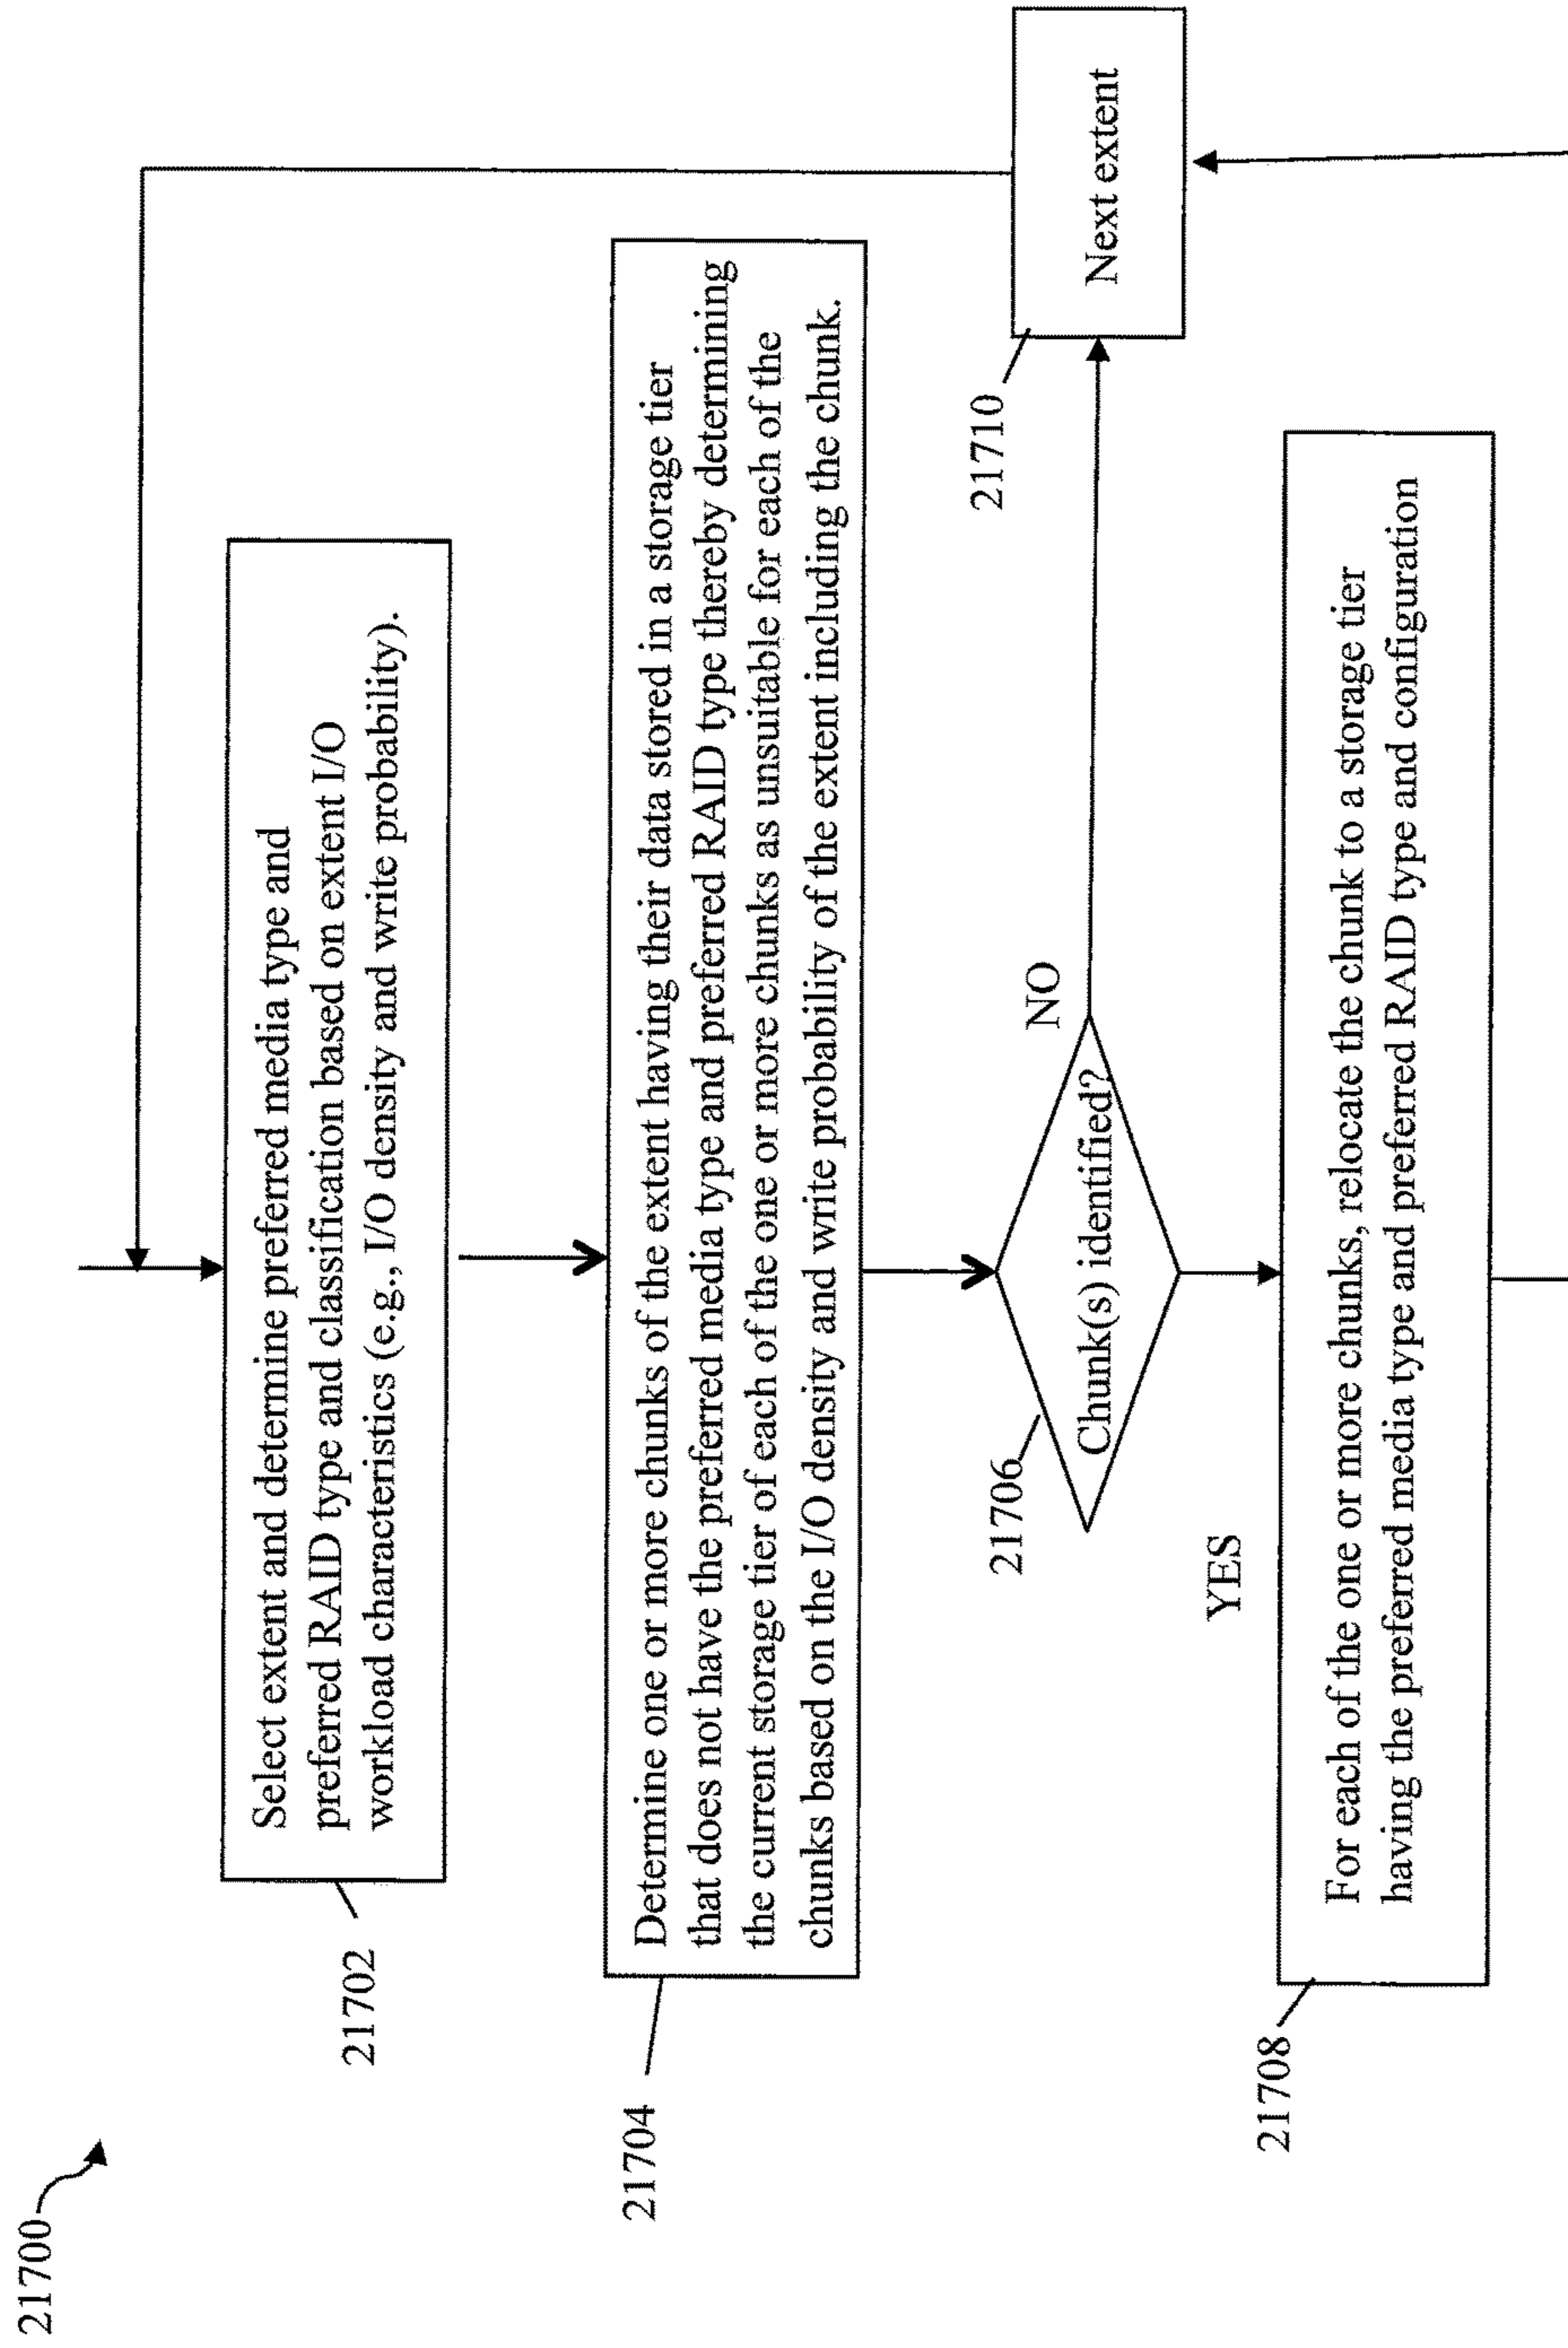 21700
21702
Select extent and determine preferred media type and
preferred RAID type and classification based on extent I/O
workload characteristics (e.g., I/O density and write probability).
21704
Determine one or more chunks of the extent having their data stored in a storage tier
that does not have the preferred media type and preferred RAID type thereby determining
the current storage tier of each of the one or more chunks as unsuitable for each of the
chunks based on the I/O density and write probability of the extent including the chunk.
21706
Chunk(s) identified?
NO
21710
Next extent
YES
21708
For each of the one or more chunks, relocate the chunk to a storage tier
having the preferred media type and preferred RAID type and configuration